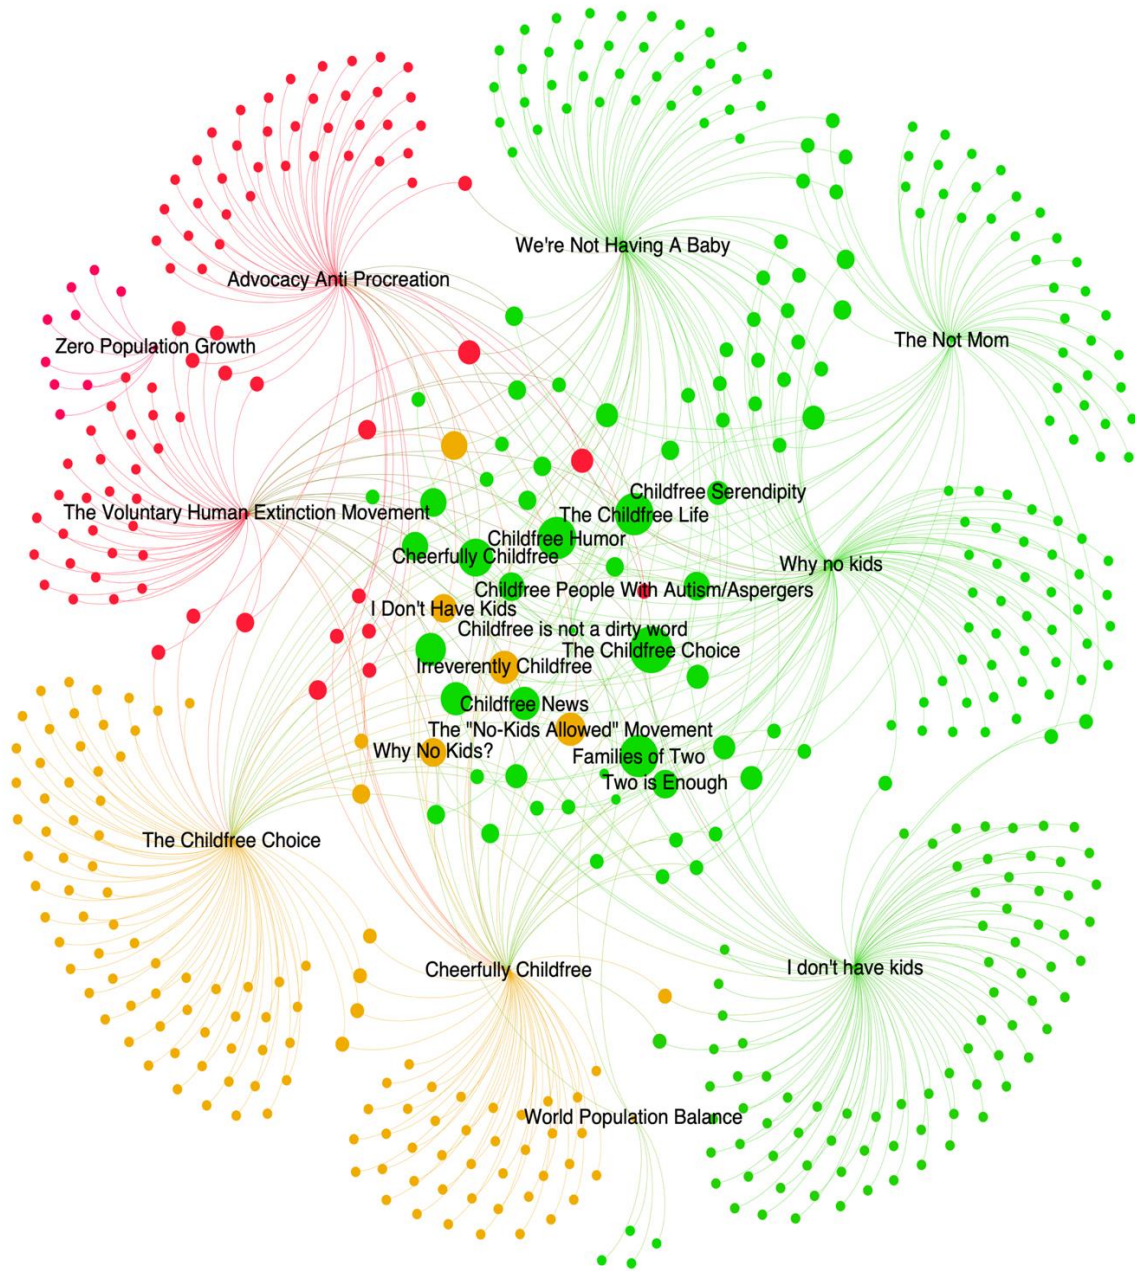 We're Not Having A Baby
Advocacy Anti Procreation
The Not Mom
Zero Population Growth
Childfree Serendipity
The Voluntary Human Extinction Movement
The Childfree Life
Childfree Humor
Cheerfully Childfree
Why no kids
Childfree People With Autism/Aspergers
I Don't Have Kids
Childfree is not a dirty word
The Childfree Choice
Irreverently Childfree
Childfree News
The "No-Kids Allowed" Movement
Why No Kids?
Families of Two
Two is Enough
The Childfree Choice
Cheerfully Childfree
I don't have kids
World Population Balance